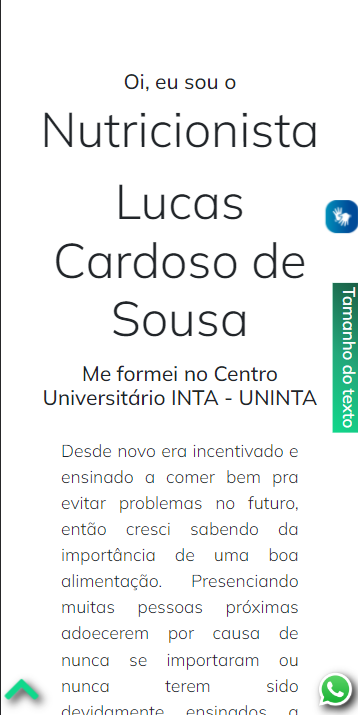 Oi, eu sou o
Nutricionista
Lucas
Cardoso de
Sousa
Me formei no Centro
Universitário INTA - UNINTA
Tamanho do texto
Desde novo era incentivado e
ensinado a comer bem pra
evitar problemas no futuro,
então cresci sabendo da
importância de uma boa
alimentação. Presenciando
muitas pessoas próximas
adoecerem por causa de
nunca se importaram ou
nunca terem sido
devidamente ensinados a